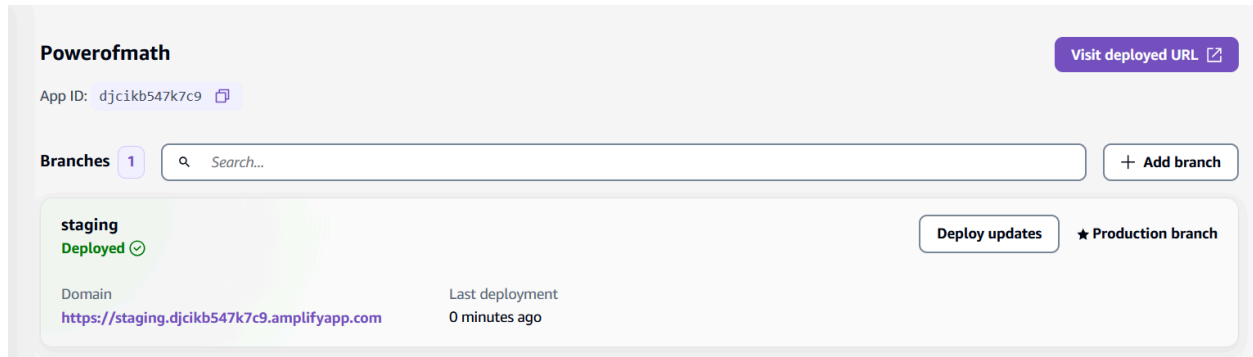 Powerofmath
Visit deployed URL
App ID: djcikb547k7c9
Branches 1
Search...
+ Add branch
staging
Deployed
Deploy updates
★ Production branch
Domain
Last deployment
https://staging.djcikb547k7c9.amplifyapp.com
0 minutes ago